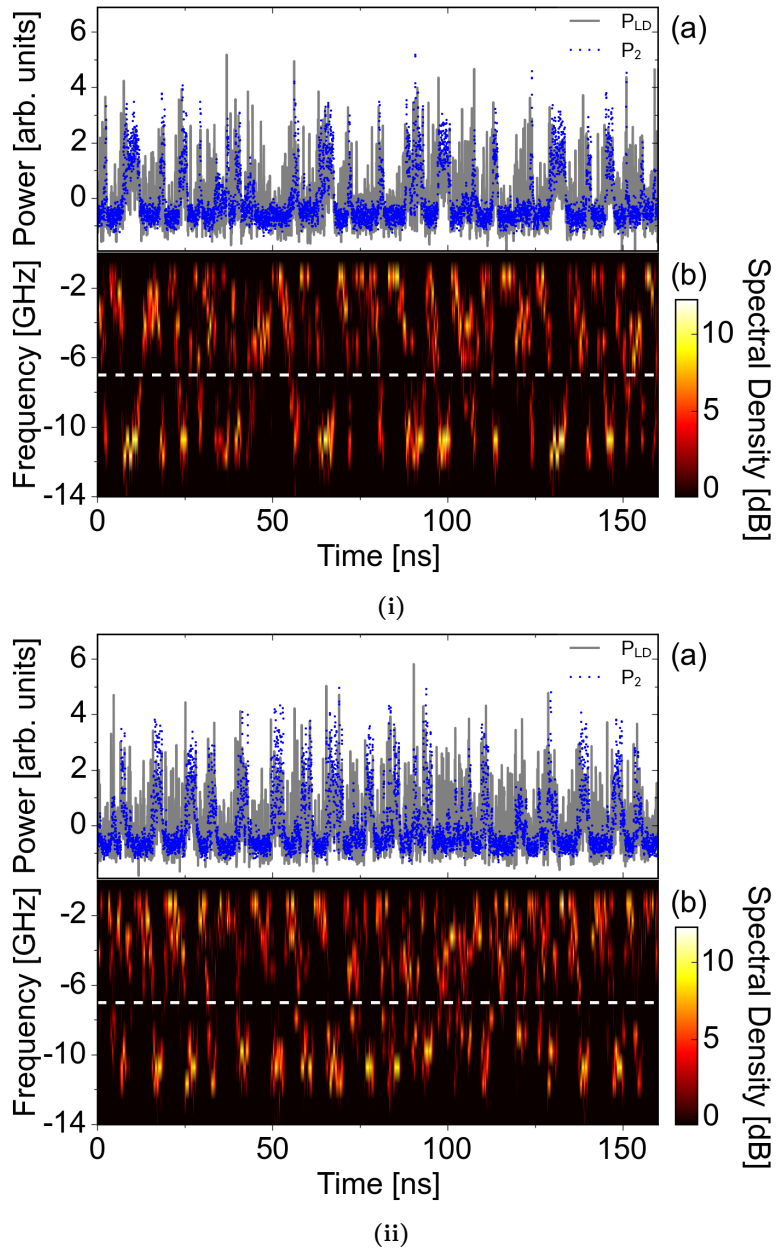 6
4
2
0
Power [arb. units]
P_LD
P_2
(a)
-2
-6
-10
-14
Frequency [GHz]
(b)
10
5
0
Spectral Density [dB]
0 50 100 150
Time [ns]
(i)
6
4
2
0
Power [arb. units]
P_LD
P_2
(a)
-2
-6
-10
-14
Frequency [GHz]
(b)
10
5
0
Spectral Density [dB]
0 50 100 150
Time [ns]
(ii)